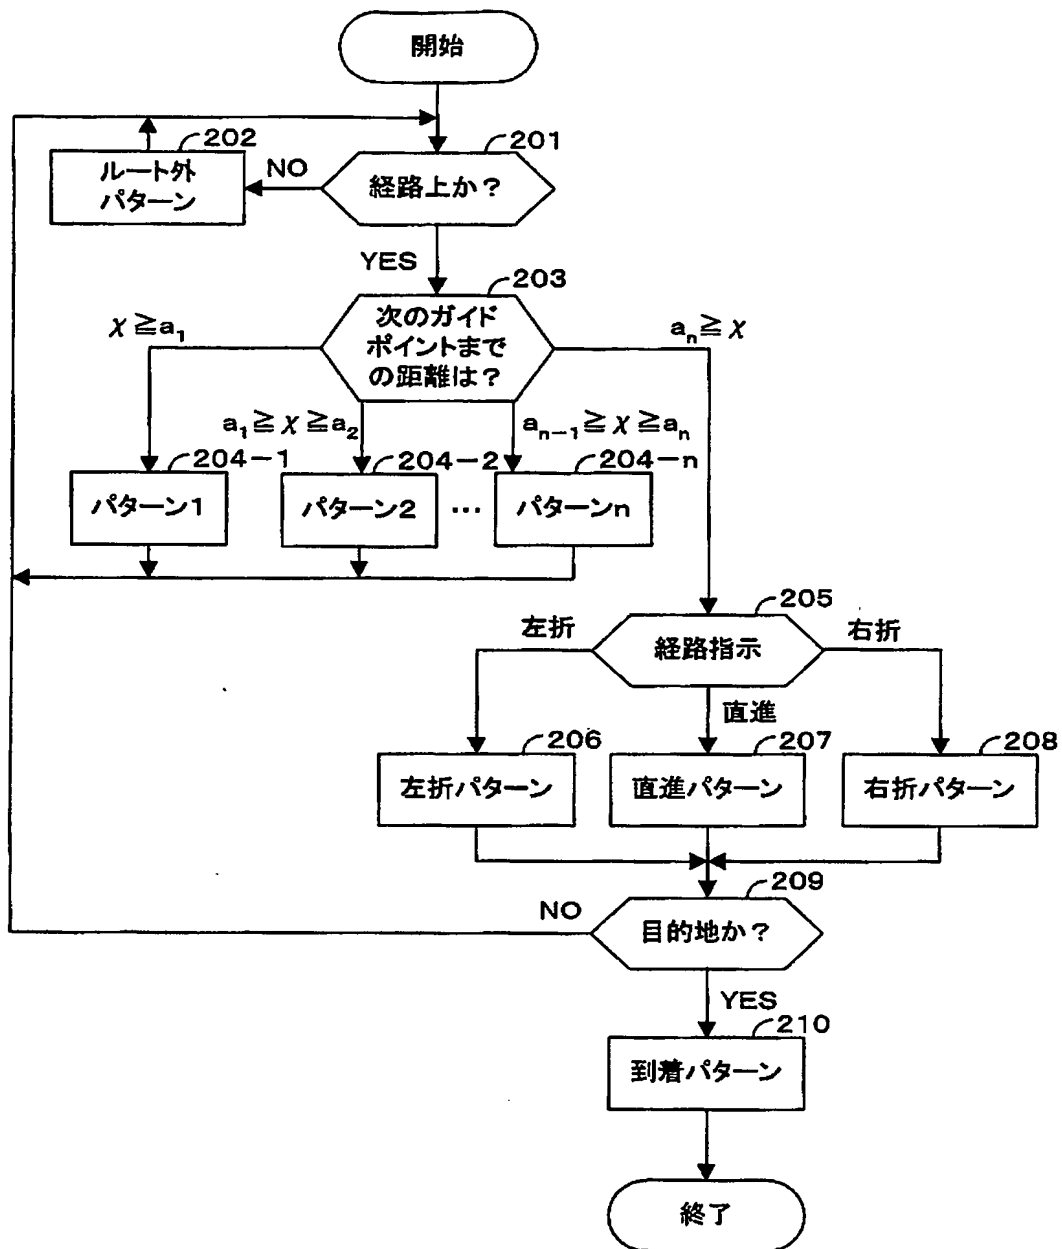 開始
202
201
ルート外
パターン
NO
経路上か?
YES
203
χ≧a₁
次のガイド
ポイントまで
の距離は?
aₙ≧χ
a₁≧χ≧a₂
aₙ₋₁≧χ≧aₙ
204-1
204-2
204-n
パターン1
パターン2
…
パターンn
205
左折
経路指示
右折
直進
206
207
208
左折パターン
直進パターン
右折パターン
209
NO
目的地か?
YES
210
到着パターン
終了